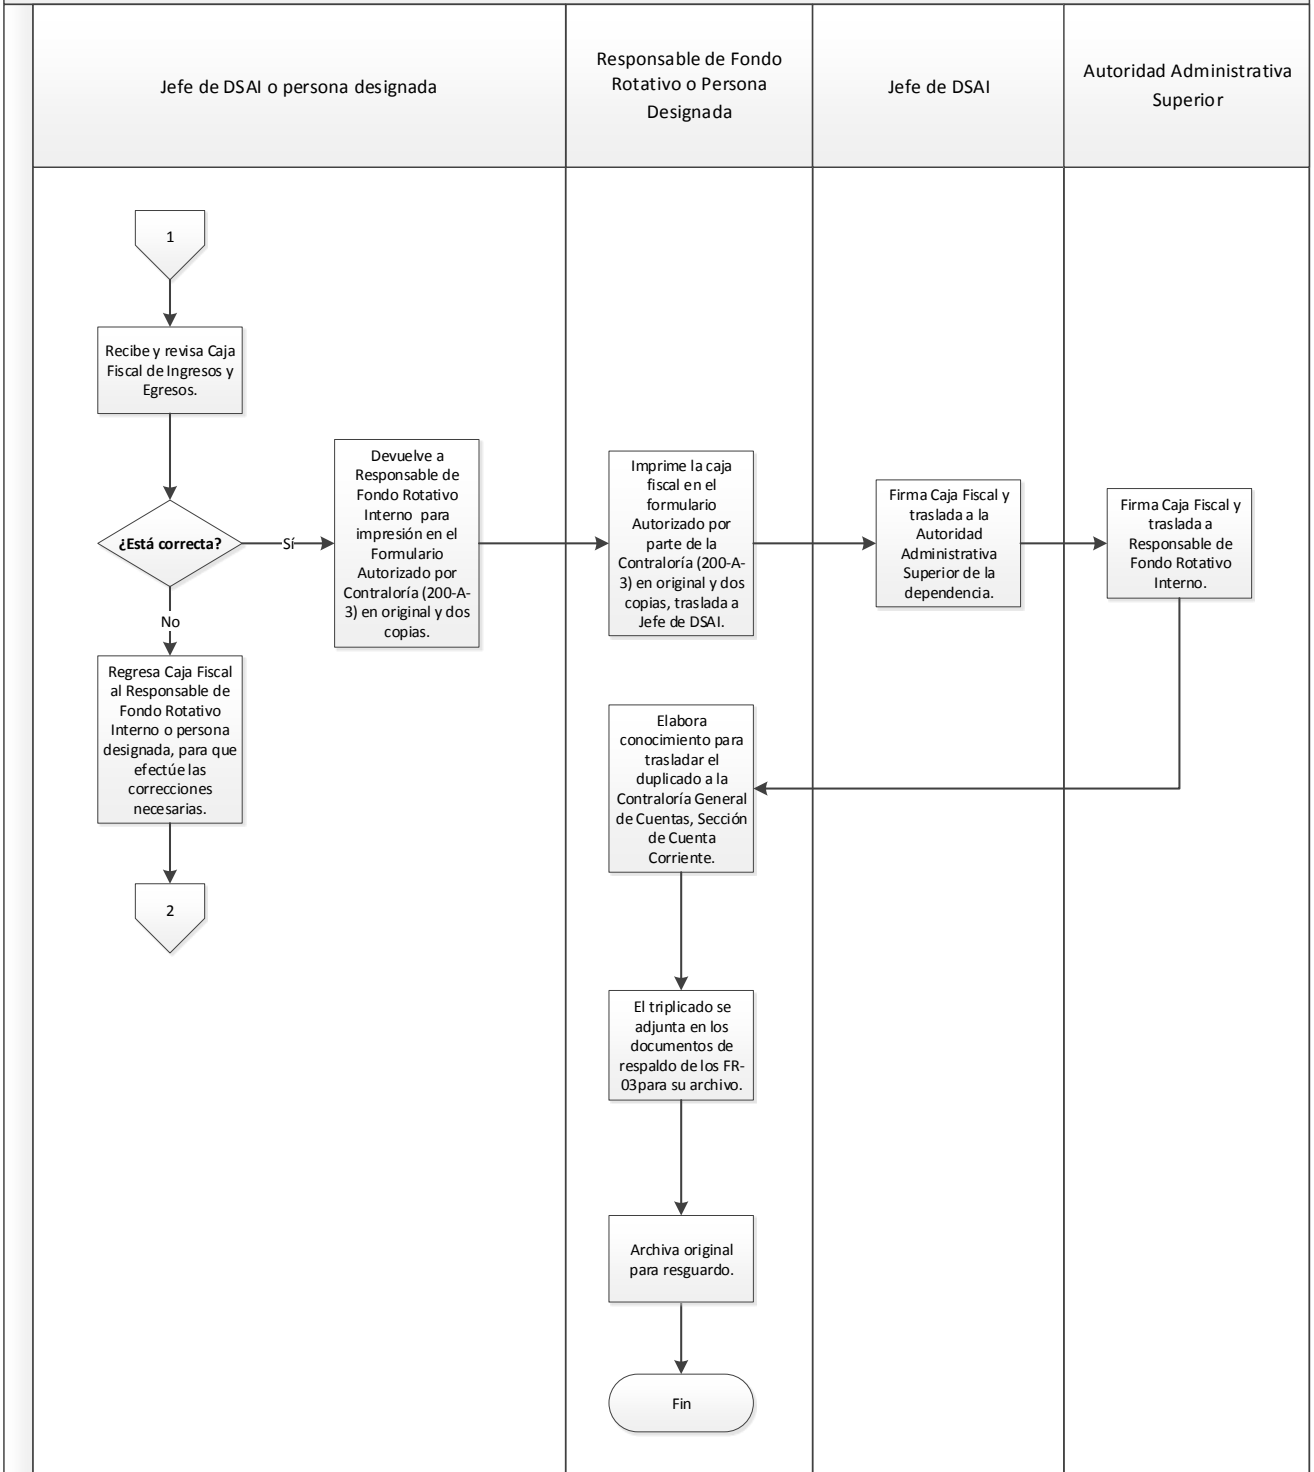 Jefe de DSAI o persona designada
Responsable de Fondo
Rotativo o Persona
Designada
Jefe de DSAI
Autoridad Administrativa
Superior
1
Recibe y revisa Caja
Fiscal de Ingresos y
Egresos.
¿Está correcta?
Sí
No
Devuelve a
Responsable de
Fondo Rotativo
Interno para
impresión en el
Formulario
Autorizado por
Contraloría (200-A-
3) en original y dos
copias.
Imprime la caja
fiscal en el
formulario
Autorizado por
parte de la
Contraloría (200-A-
3) en original y dos
copias, traslada a
Jefe de DSAI.
Firma Caja Fiscal y
traslada a la
Autoridad
Administrativa
Superior de la
dependencia.
Firma Caja Fiscal y
traslada a
Responsable de
Fondo Rotativo
Interno.
Regresa Caja Fiscal
al Responsable de
Fondo Rotativo
Interno o persona
designada, para que
efectúe las
correcciones
necesarias.
2
Elabora
conocimiento para
trasladar el
duplicado a la
Contraloría General
de Cuentas, Sección
de Cuenta
Corriente.
El triplicado se
adjunta en los
documentos de
respaldo de los FR-
03para su archivo.
Archiva original
para resguardo.
Fin